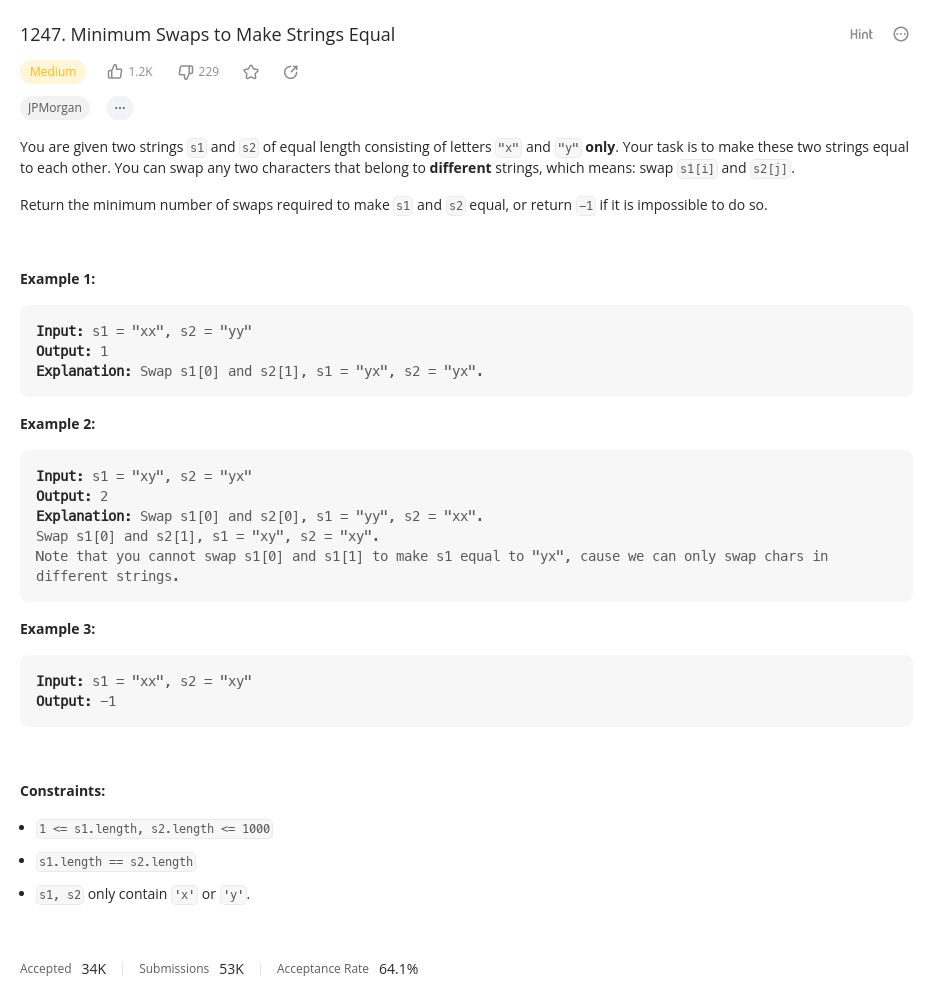 1247. Minimum Swaps to Make Strings Equal
Hint
Medium 1.2K 229
JPMorgan ...
You are given two strings s1 and s2 of equal length consisting of letters "x" and "y" only. Your task is to make these two strings equal
to each other. You can swap any two characters that belong to different strings, which means: swap s1[i] and s2[j].
Return the minimum number of swaps required to make s1 and s2 equal, or return -1 if it is impossible to do so.
Example 1:
Input: s1 = "xx", s2 = "yy"
Output: 1
Explanation: Swap s1[0] and s2[1], s1 = "yx", s2 = "yx".
Example 2:
Input: s1 = "xy", s2 = "yx"
Output: 2
Explanation: Swap s1[0] and s2[0], s1 = "yy", s2 = "xx".
Swap s1[0] and s2[1], s1 = "xy", s2 = "xy".
Note that you cannot swap s1[0] and s1[1] to make s1 equal to "yx", cause we can only swap chars in
different strings.
Example 3:
Input: s1 = "xx", s2 = "xy"
Output: -1
Constraints:
• 1 <= s1.length, s2.length <= 1000
• s1.length == s2.length
• s1, s2 only contain 'x' or 'y'.
Accepted 34K Submissions 53K Acceptance Rate 64.1%